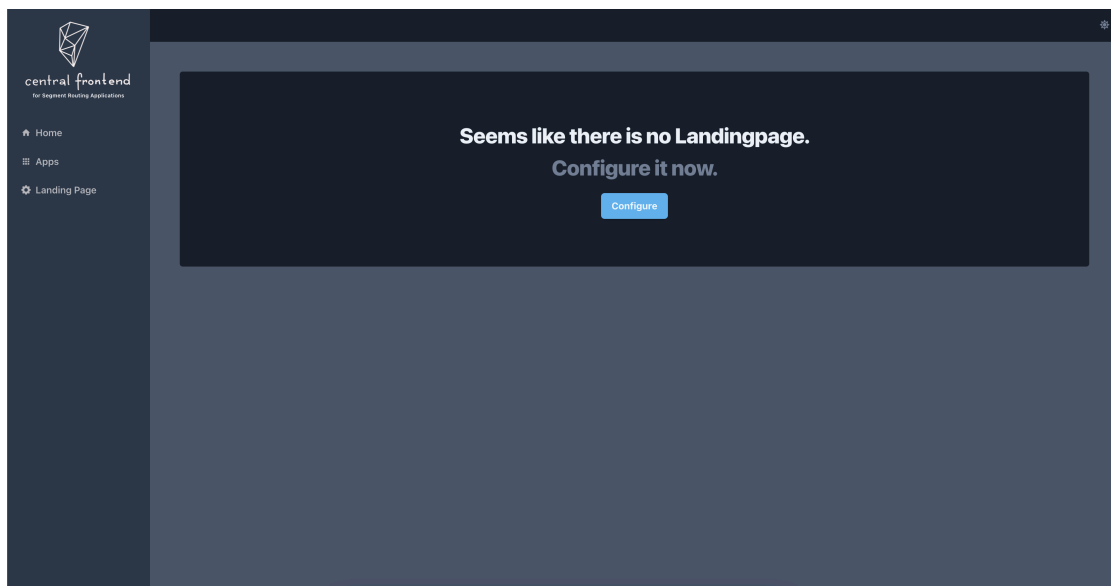 central frontend
for Segment Routing Applications
Home
Apps
Landing Page
Seems like there is no Landingpage.
Configure it now.
Configure